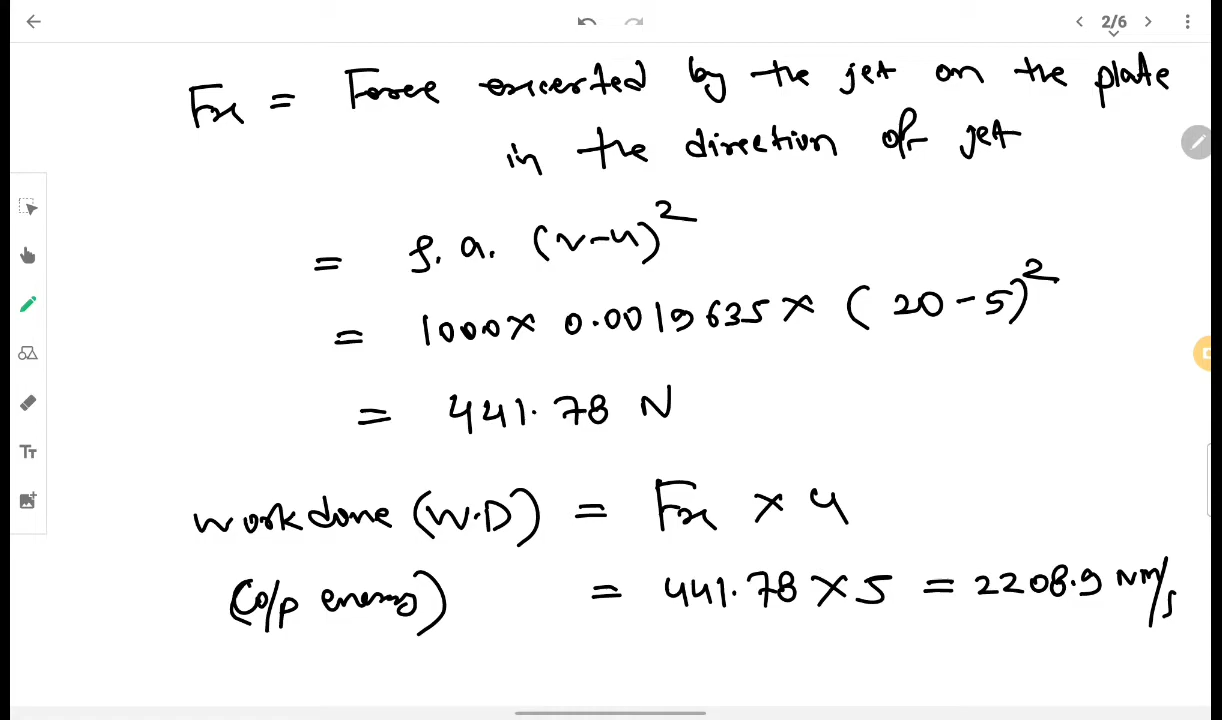 2/6
Fx = Force excerted by the jet on the plate
in the direction of jet
= ρ. a. (v-u)²
= 1000 × 0.0019635 × (20-5)²
= 441.78 N
workdone (W.D) = Fx × u
(o/p energy) = 441.78 × 5 = 2208.9 Nm/s
Tт